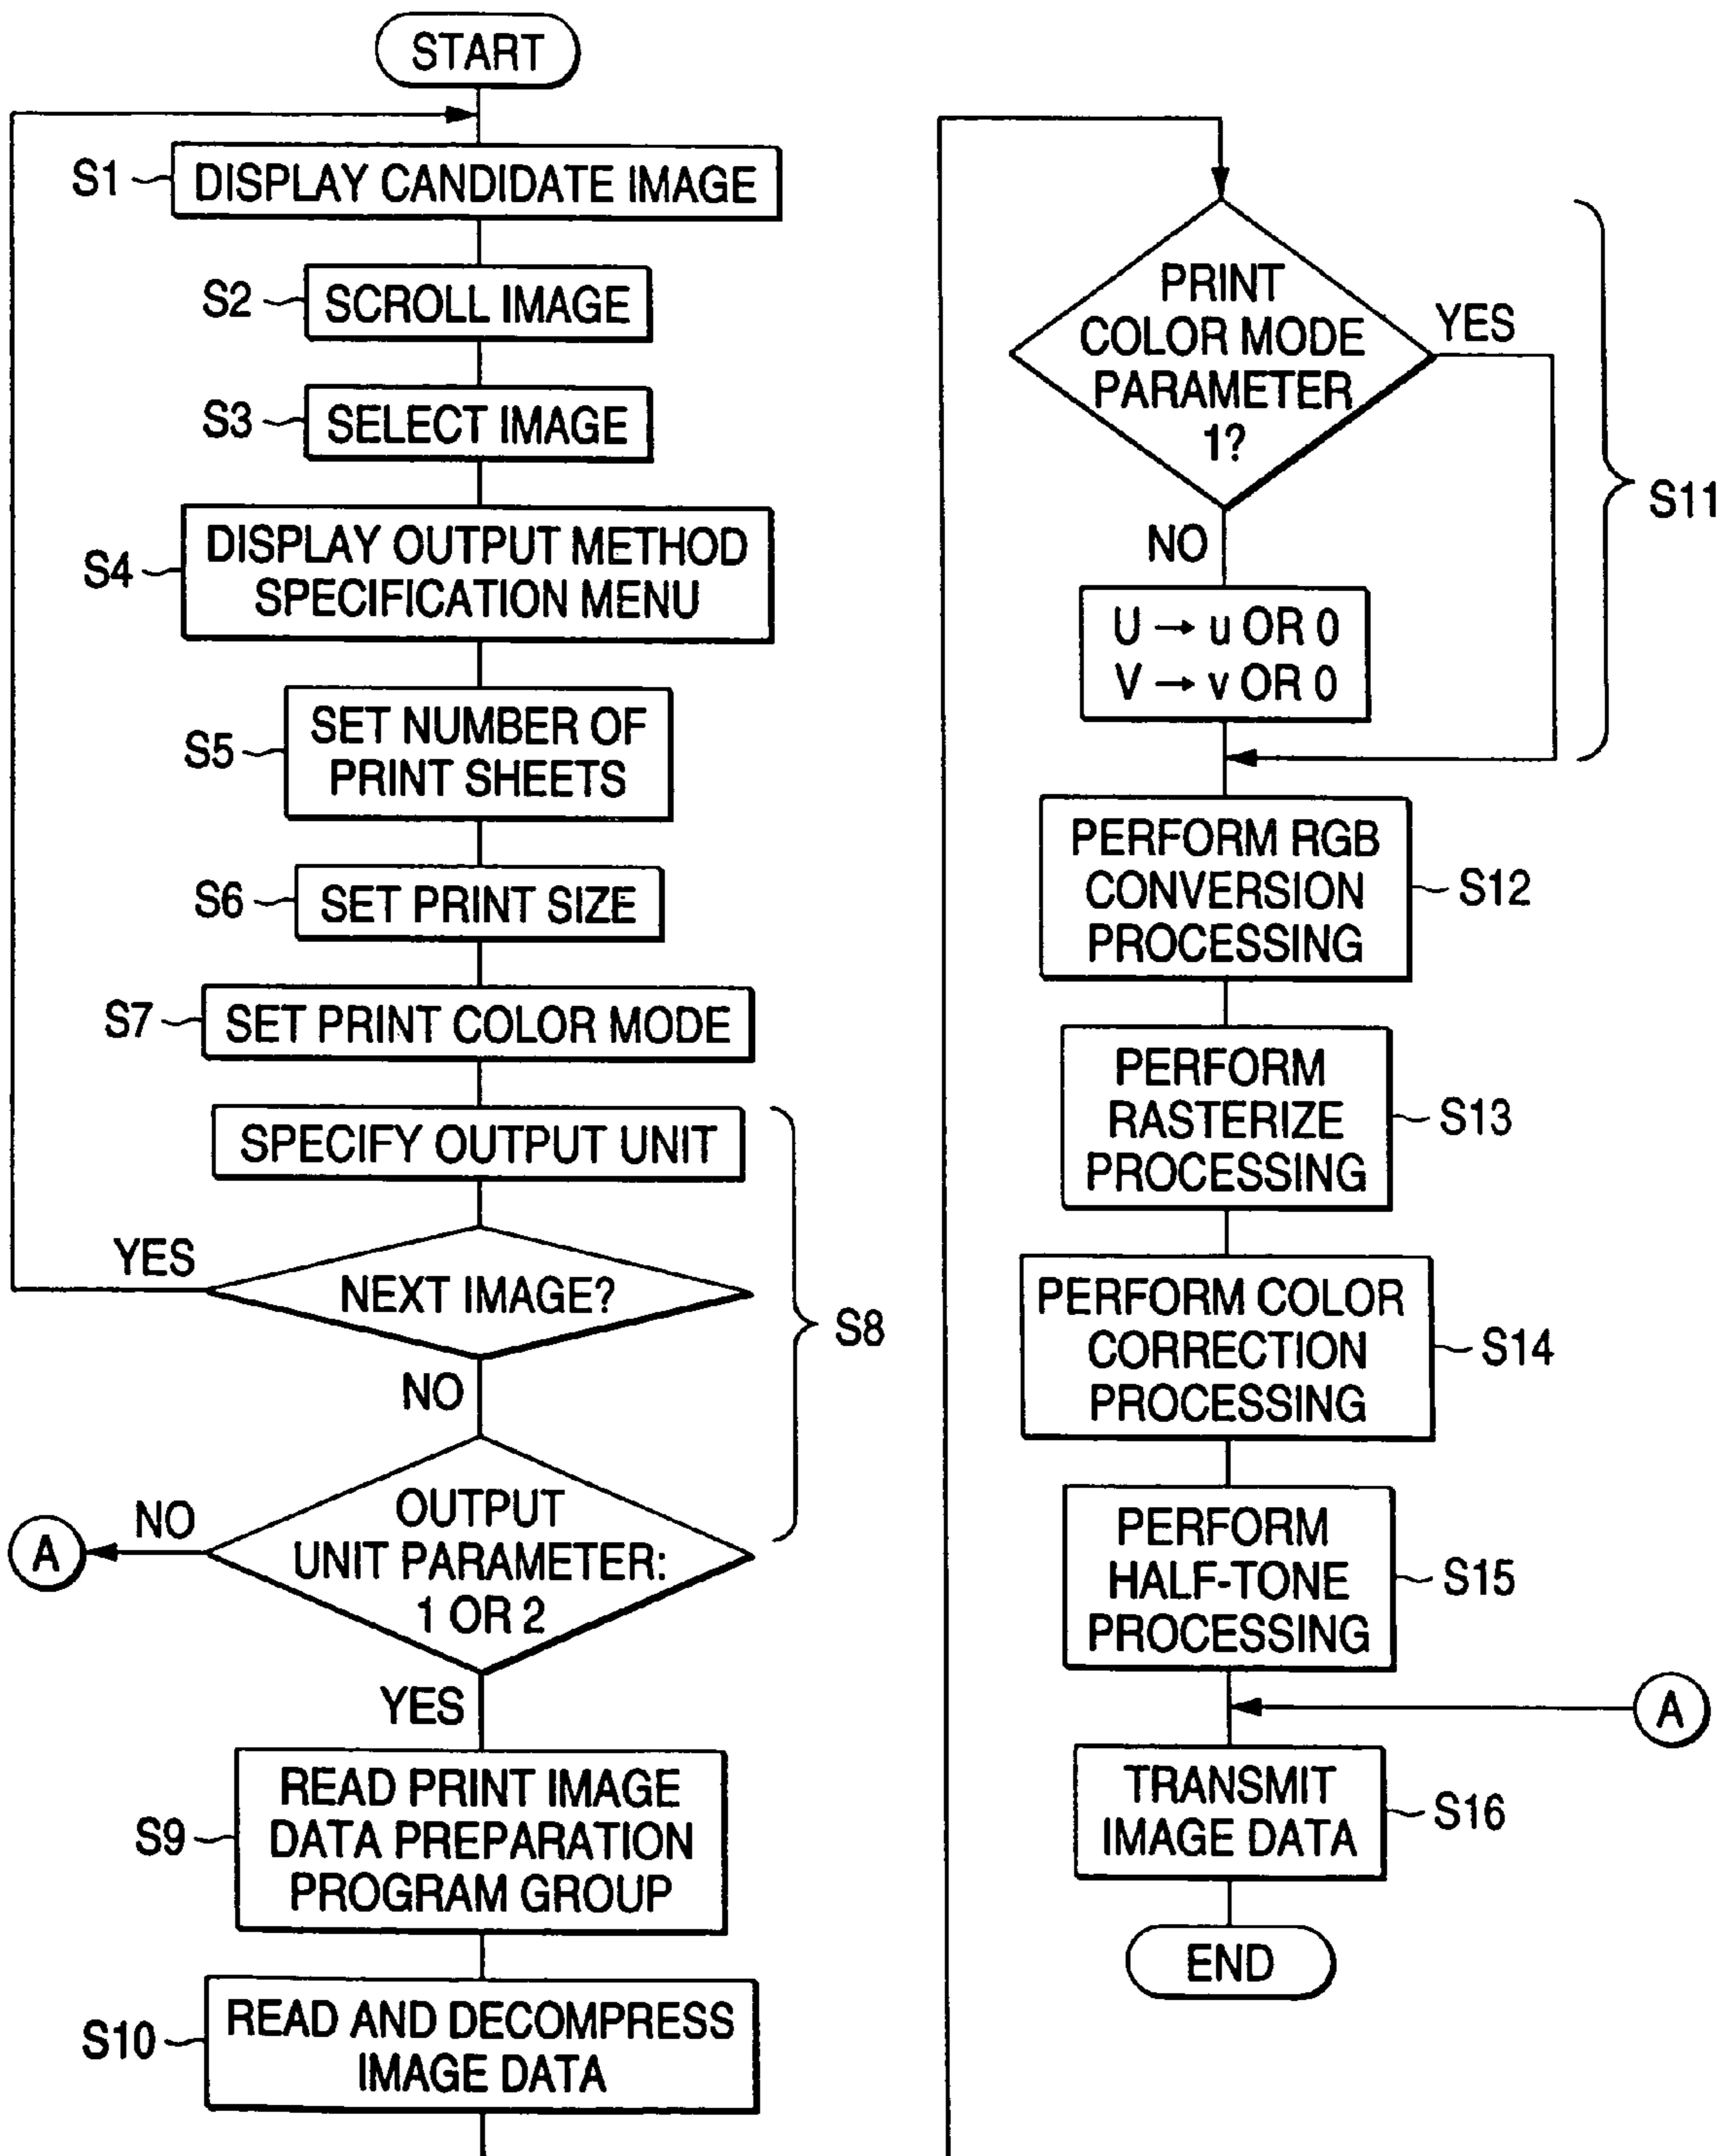 START
S1
DISPLAY CANDIDATE IMAGE
S2
SCROLL IMAGE
S3
SELECT IMAGE
S4
DISPLAY OUTPUT METHOD
SPECIFICATION MENU
S5
SET NUMBER OF
PRINT SHEETS
S6
SET PRINT SIZE
S7
SET PRINT COLOR MODE
SPECIFY OUTPUT UNIT
YES
NEXT IMAGE?
S8
NO
A
NO
OUTPUT
UNIT PARAMETER:
1 OR 2
YES
S9
READ PRINT IMAGE
DATA PREPARATION
PROGRAM GROUP
S10
READ AND DECOMPRESS
IMAGE DATA
PRINT
COLOR MODE
PARAMETER
1?
YES
S11
NO
U → u OR 0
V → v OR 0
PERFORM RGB
CONVERSION
PROCESSING
S12
PERFORM
RASTERIZE
PROCESSING
S13
PERFORM COLOR
CORRECTION
PROCESSING
S14
PERFORM
HALF-TONE
PROCESSING
S15
A
TRANSMIT
IMAGE DATA
S16
END